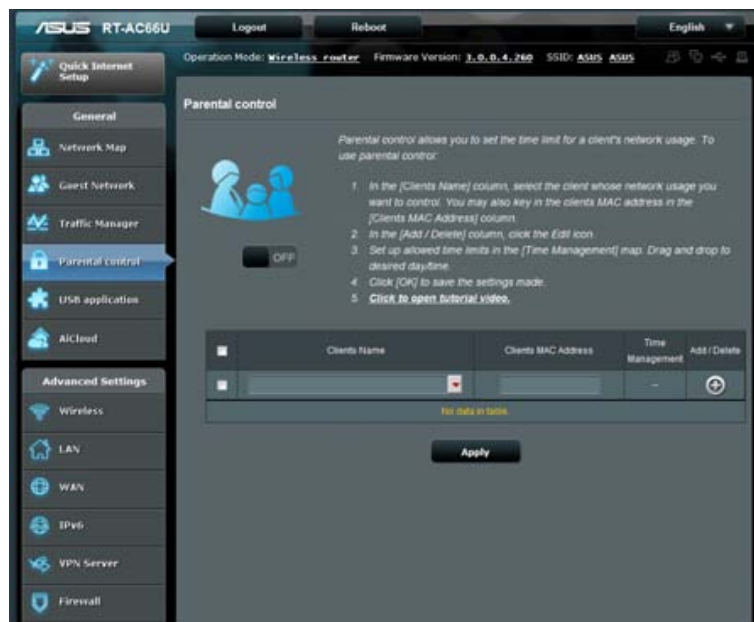 ASUS RT-AC66U
Logout
Reboot
English
Quick Internet
Setup
Operation Mode: Wireless router Firmware Version: 3.0.0.4.260 SSID: ASUS ASUS
General
Network Map
Guest Network
Traffic Manager
Parental control
USB application
AiCloud
Advanced Settings
Wireless
LAN
WAN
IPv6
VPN Server
Firewall
Parental control
Parental control allows you to set the time limit for a client's network usage. To
use parental control:
1. In the [Clients Name] column, select the client whose network usage you
want to control. You may also key in the clients MAC address in the
[Clients MAC Address] column.
2. In the [Add / Delete] column, click the Edit icon.
3. Set up allowed time limits in the [Time Management] map. Drag and drop to
desired day/time.
4. Click [OK] to save the settings made.
5. Click to open tutorial video.
OFF
Clients Name
Clients MAC Address
Time
Management
Add / Delete
--
No data in table.
Apply